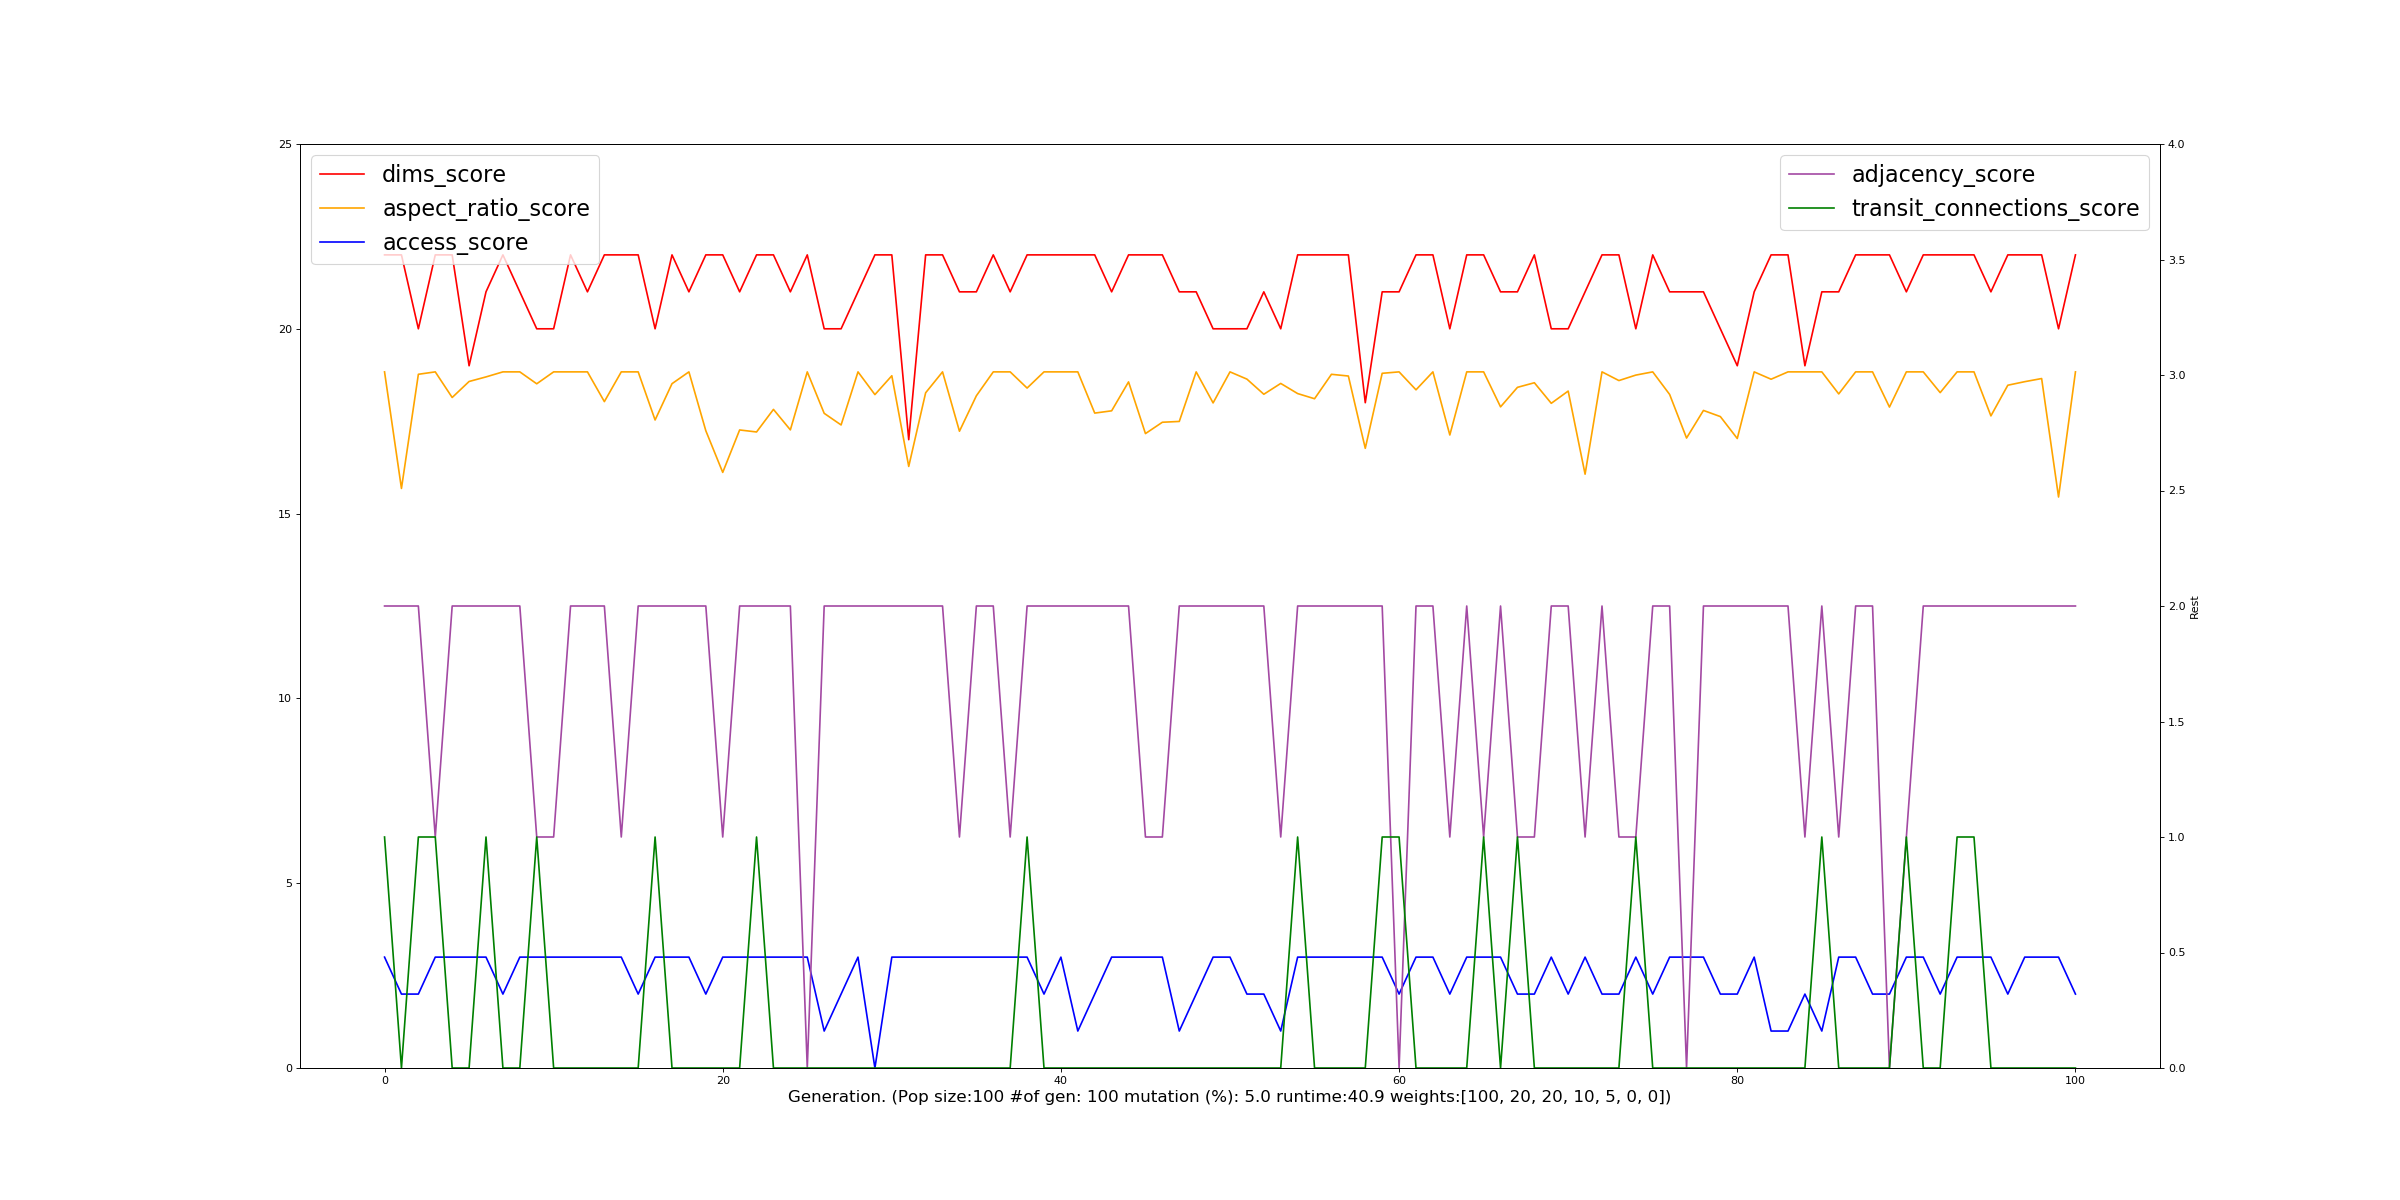 dims_score
aspect_ratio_score
access_score
adjacency_score
transit_connections_score
25
20
15
10
5
0
4.0
3.5
3.0
2.5
2.0
1.5
1.0
0.5
0.0
Rest
0 20 40 60 80 100
Generation. (Pop size:100 #of gen: 100 mutation (%): 5.0 runtime:40.9 weights:[100, 20, 20, 10, 5, 0, 0])